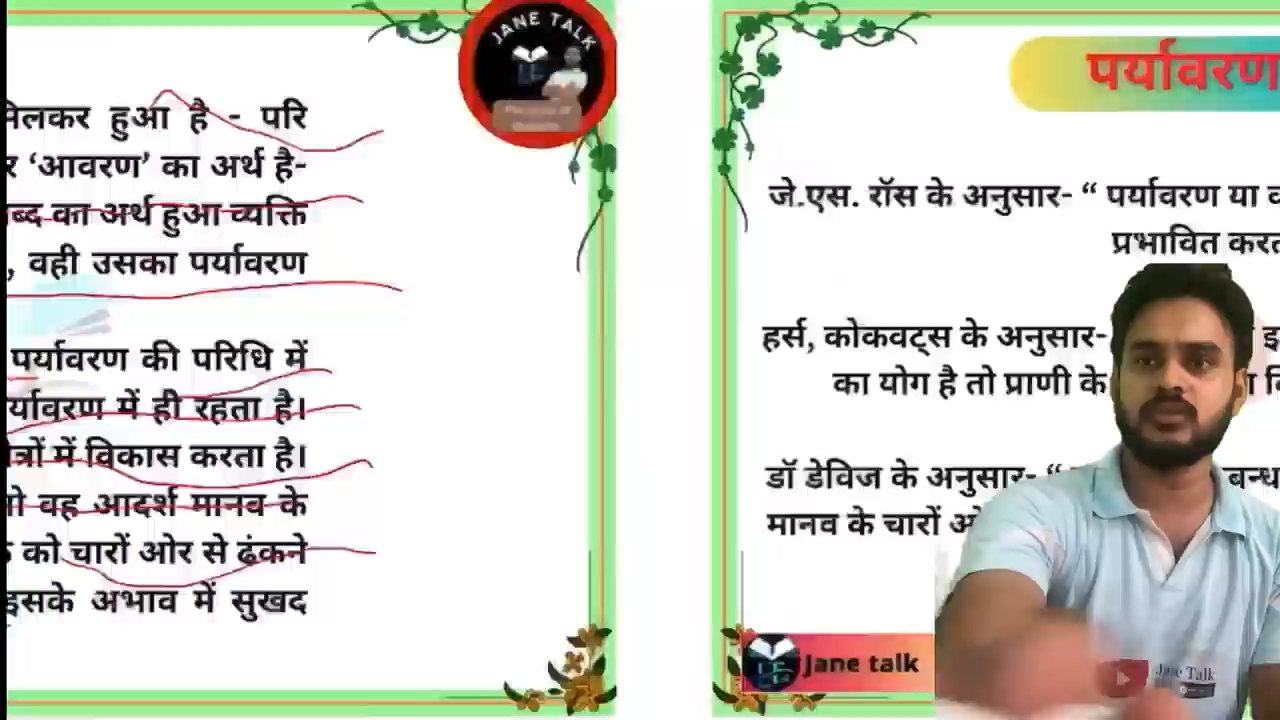 JANE TALK
मिलकर हुआ है - परि
‘आवरण’ का अर्थ है-
का अर्थ हुआ व्यक्ति
, वही उसका पर्यावरण
पर्यावरण की परिधि में
में ही रहता है।
में विकास करता है।
वह आदर्श मानव के
को चारों ओर से ढंकने
इसके अभाव में सुखद
पर्यावरण
जे.एस. रॉस के अनुसार- “ पर्यावरण या
प्रभावित
हर्स, कोकवट्स के अनुसार-
का योग है तो प्राणी के
डॉ डेविज के अनुसार- “
मानव के चारों
Jane talk
Jane Talk